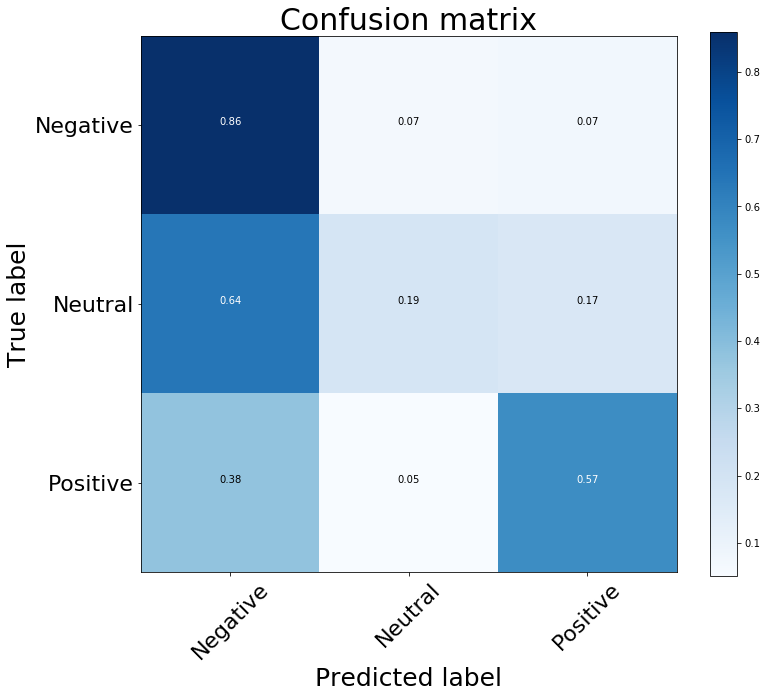 Confusion matrix
True label
Negative 0.86 0.07 0.07
Neutral 0.64 0.19 0.17
Positive 0.38 0.05 0.57
Negative Neutral Positive
Predicted label
0.8
0.7
0.6
0.5
0.4
0.3
0.2
0.1